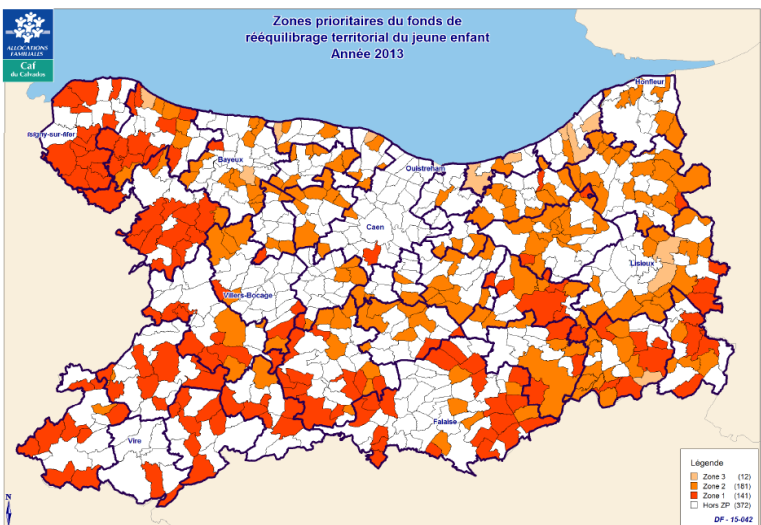 Zones prioritaires du fonds de
rééquilibrage territorial du jeune enfant
Année 2013
ALLOCATIONS
FAMILIALES
Caf
du Calvados
Honfleur
Isigny-sur-Mer
Bayeux
Ouistreham
Caen
Lisieux
Villers-Bocage
Falaise
Vire
Légende
Zone 3 (12)
Zone 2 (181)
Zone 1 (141)
Hors ZP (372)
N
DF - 15-042